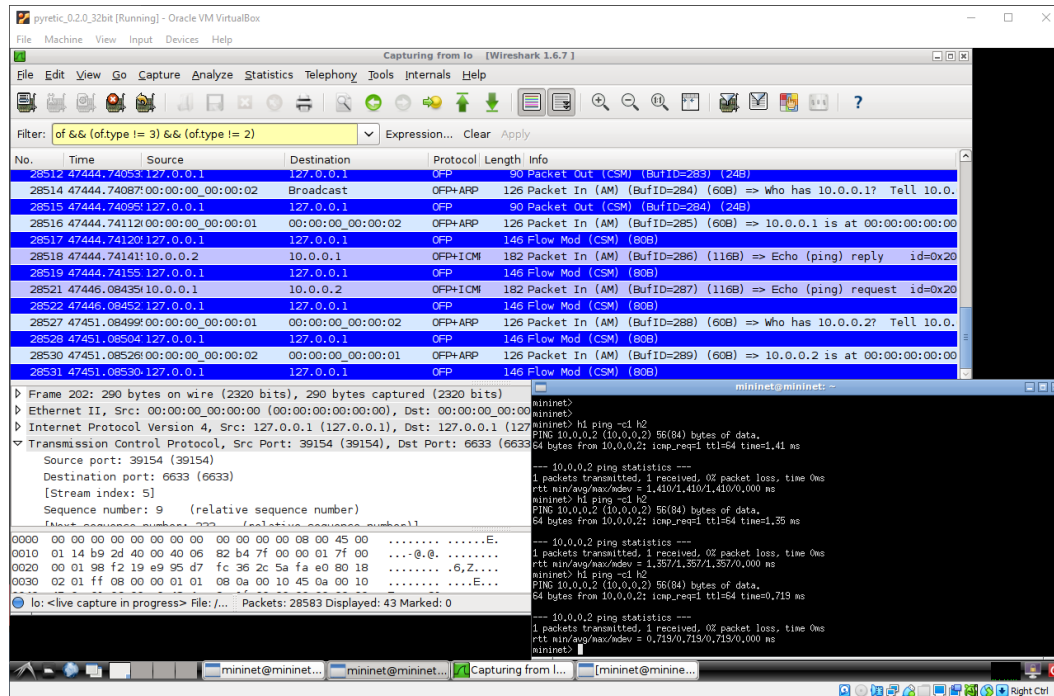 pyretic_0.2.0_32bit [Running] - Oracle VM VirtualBox
File Machine View Input Devices Help
Capturing from lo [Wireshark 1.6.7 ]
File Edit View Go Capture Analyze Statistics Telephony Tools Internals Help
Filter: of && (of.type != 3) && (of.type != 2) Expression... Clear Apply
No. Time Source Destination Protocol Length Info
28512 47444.74053 127.0.0.1 127.0.0.1 OFP 90 Packet Out (CSM) (BufID=283) (24B)
28514 47444.74087 00:00:00_00:00:02 Broadcast OFP+ARP 126 Packet In (AM) (BufID=284) (60B) => Who has 10.0.0.1? Tell 10.0.
28515 47444.74095 127.0.0.1 127.0.0.1 OFP 90 Packet Out (CSM) (BufID=284) (24B)
28516 47444.74112 00:00:00_00:00:01 00:00:00_00:00:02 OFP+ARP 126 Packet In (AM) (BufID=285) (60B) => 10.0.0.1 is at 00:00:00:00:00
28517 47444.74120 127.0.0.1 127.0.0.1 OFP 146 Flow Mod (CSM) (80B)
28518 47444.74141 10.0.0.2 10.0.0.1 OFP+ICM 182 Packet In (AM) (BufID=286) (116B) => Echo (ping) reply id=0x20
28519 47444.74155 127.0.0.1 127.0.0.1 OFP 146 Flow Mod (CSM) (80B)
28521 47446.08435 10.0.0.1 10.0.0.2 OFP+ICM 182 Packet In (AM) (BufID=287) (116B) => Echo (ping) request id=0x20
28522 47446.08452 127.0.0.1 127.0.0.1 OFP 146 Flow Mod (CSM) (80B)
28527 47451.08499 00:00:00_00:00:01 00:00:00_00:00:02 OFP+ARP 126 Packet In (AM) (BufID=288) (60B) => Who has 10.0.0.2? Tell 10.0.
28528 47451.08504 127.0.0.1 127.0.0.1 OFP 146 Flow Mod (CSM) (80B)
28530 47451.08526 00:00:00_00:00:02 00:00:00_00:00:01 OFP+ARP 126 Packet In (AM) (BufID=289) (60B) => 10.0.0.2 is at 00:00:00:00:00
28531 47451.08530 127.0.0.1 127.0.0.1 OFP 146 Flow Mod (CSM) (80B)
Frame 202: 290 bytes on wire (2320 bits), 290 bytes captured (2320 bits)
Ethernet II, Src: 00:00:00_00:00:00 (00:00:00:00:00:00), Dst: 00:00:00_00:00
Internet Protocol Version 4, Src: 127.0.0.1 (127.0.0.1), Dst: 127.0.0.1 (127
Transmission Control Protocol, Src Port: 39154 (39154), Dst Port: 6633 (6633
Source port: 39154 (39154)
Destination port: 6633 (6633)
[Stream index: 5]
Sequence number: 9 (relative sequence number)
[Next sequence number: 233 (relative sequence number)]
0000 00 00 00 00 00 00 00 00 00 00 00 00 08 00 45 00 ........ ......E.
0010 01 14 b9 2d 40 00 40 06 82 b4 7f 00 00 01 7f 00 ...-@.@. ........
0020 00 01 98 f2 19 e9 95 d7 fc 36 2c 5a fa e0 80 18 ........ .6,Z....
0030 02 01 ff 08 00 00 01 01 08 0a 00 10 45 0a 00 10 ........ ....E...
lo: <live capture in progress> File: /... Packets: 28583 Displayed: 43 Marked: 0
mininet@mininet: ~
mininet>
mininet>
mininet> h1 ping -c1 h2
PING 10.0.0.2 (10.0.0.2) 56(84) bytes of data.
64 bytes from 10.0.0.2: icmp_req=1 ttl=64 time=1.41 ms
--- 10.0.0.2 ping statistics ---
1 packets transmitted, 1 received, 0% packet loss, time 0ms
rtt min/avg/max/mdev = 1.410/1.410/1.410/0.000 ms
mininet> h1 ping -c1 h2
PING 10.0.0.2 (10.0.0.2) 56(84) bytes of data.
64 bytes from 10.0.0.2: icmp_req=1 ttl=64 time=1.35 ms
--- 10.0.0.2 ping statistics ---
1 packets transmitted, 1 received, 0% packet loss, time 0ms
rtt min/avg/max/mdev = 1.357/1.357/1.357/0.000 ms
mininet> h1 ping -c1 h2
PING 10.0.0.2 (10.0.0.2) 56(84) bytes of data.
64 bytes from 10.0.0.2: icmp_req=1 ttl=64 time=0.719 ms
--- 10.0.0.2 ping statistics ---
1 packets transmitted, 1 received, 0% packet loss, time 0ms
rtt min/avg/max/mdev = 0.719/0.719/0.719/0.000 ms
mininet>
mininet@mininet... mininet@mininet... Capturing from l... [mininet@minine...
Right Ctrl